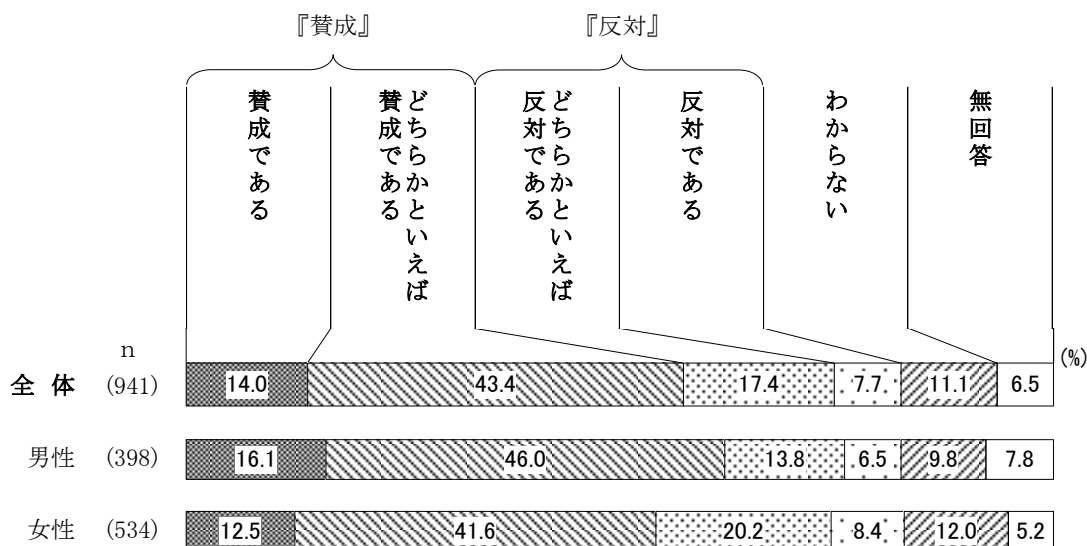 『賛成』 『反対』
賛成である
どちらかといえば
賛成である
どちらかといえば
反対である
反対である
わからない
無回答
n
(%)
全 体 (941) 14.0 43.4 17.4 7.7 11.1 6.5
男性 (398) 16.1 46.0 13.8 6.5 9.8 7.8
女性 (534) 12.5 41.6 20.2 8.4 12.0 5.2